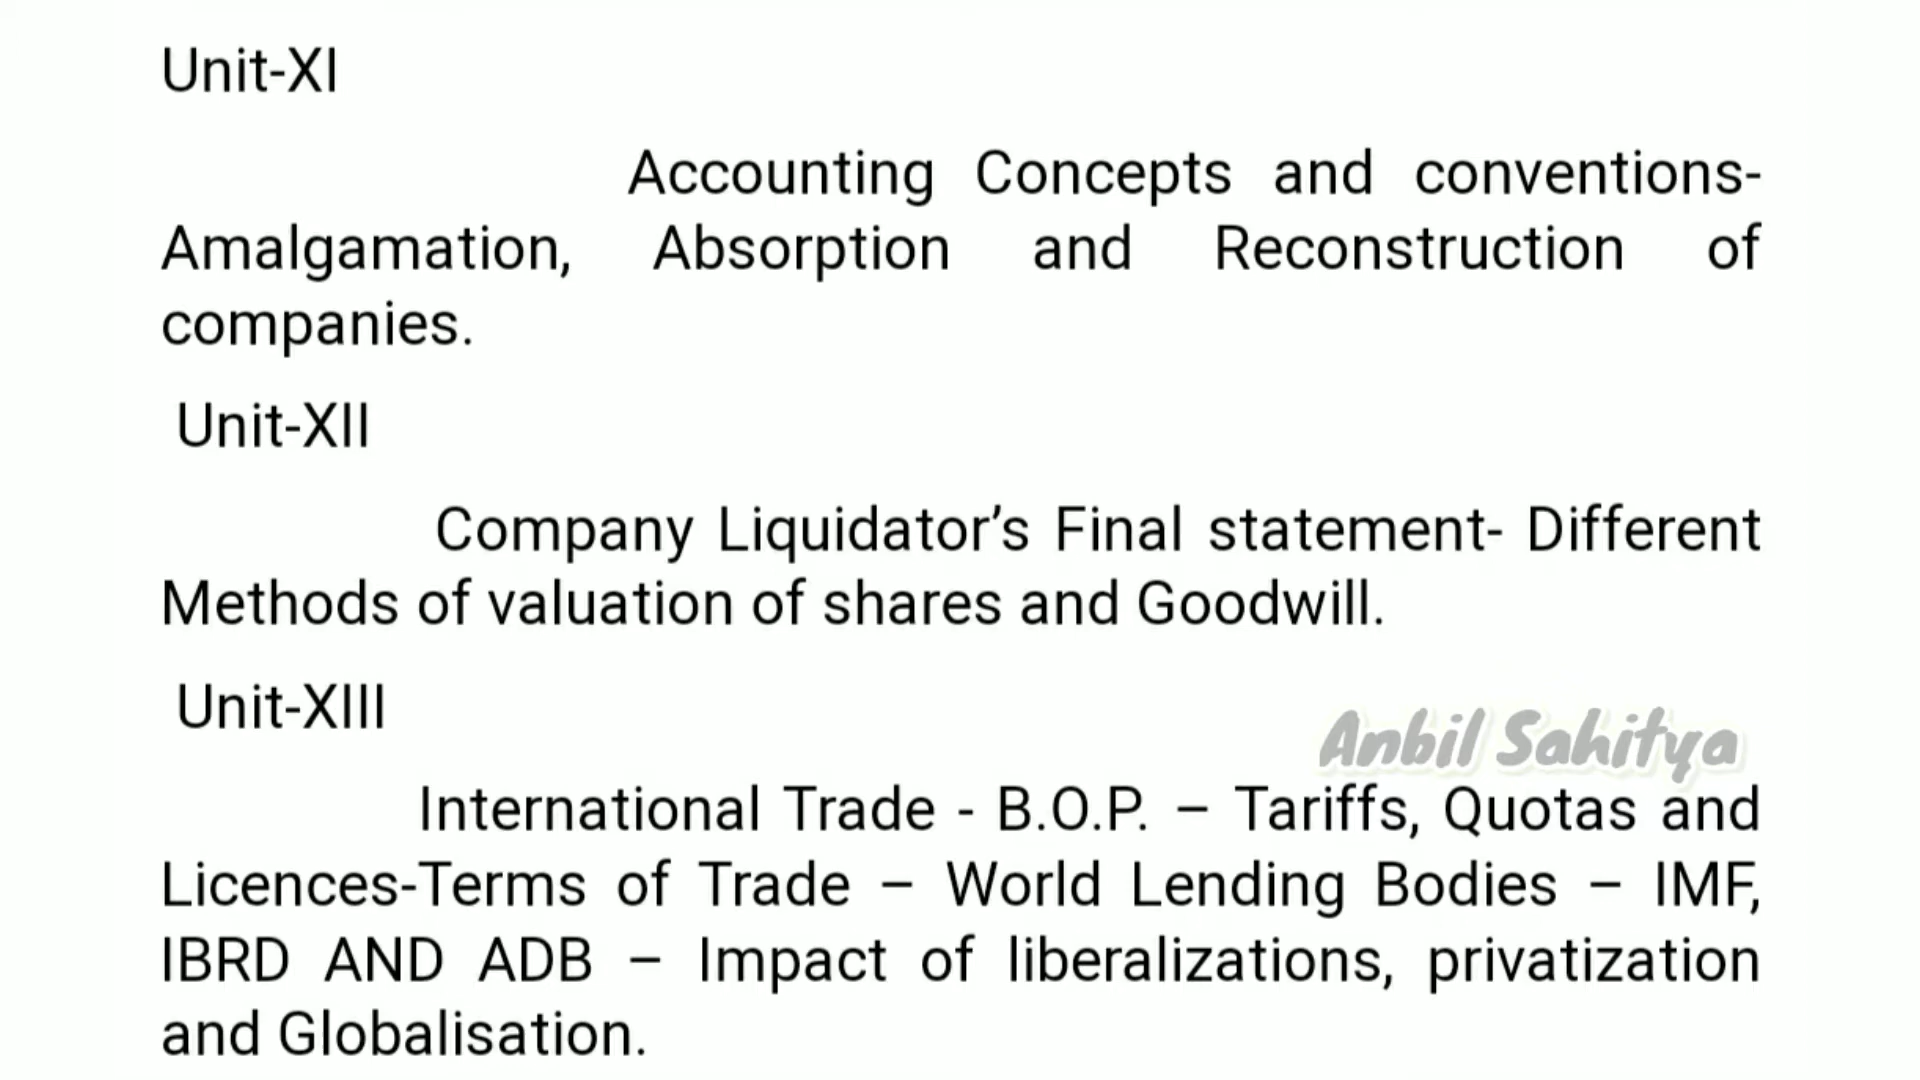 Unit-XI
Accounting Concepts and conventions-
Amalgamation, Absorption and Reconstruction of
companies.
Unit-XII
Company Liquidator’s Final statement- Different
Methods of valuation of shares and Goodwill.
Unit-XIII
Anbil Sahitya
International Trade - B.O.P. – Tariffs, Quotas and
Licences-Terms of Trade – World Lending Bodies – IMF,
IBRD AND ADB – Impact of liberalizations, privatization
and Globalisation.